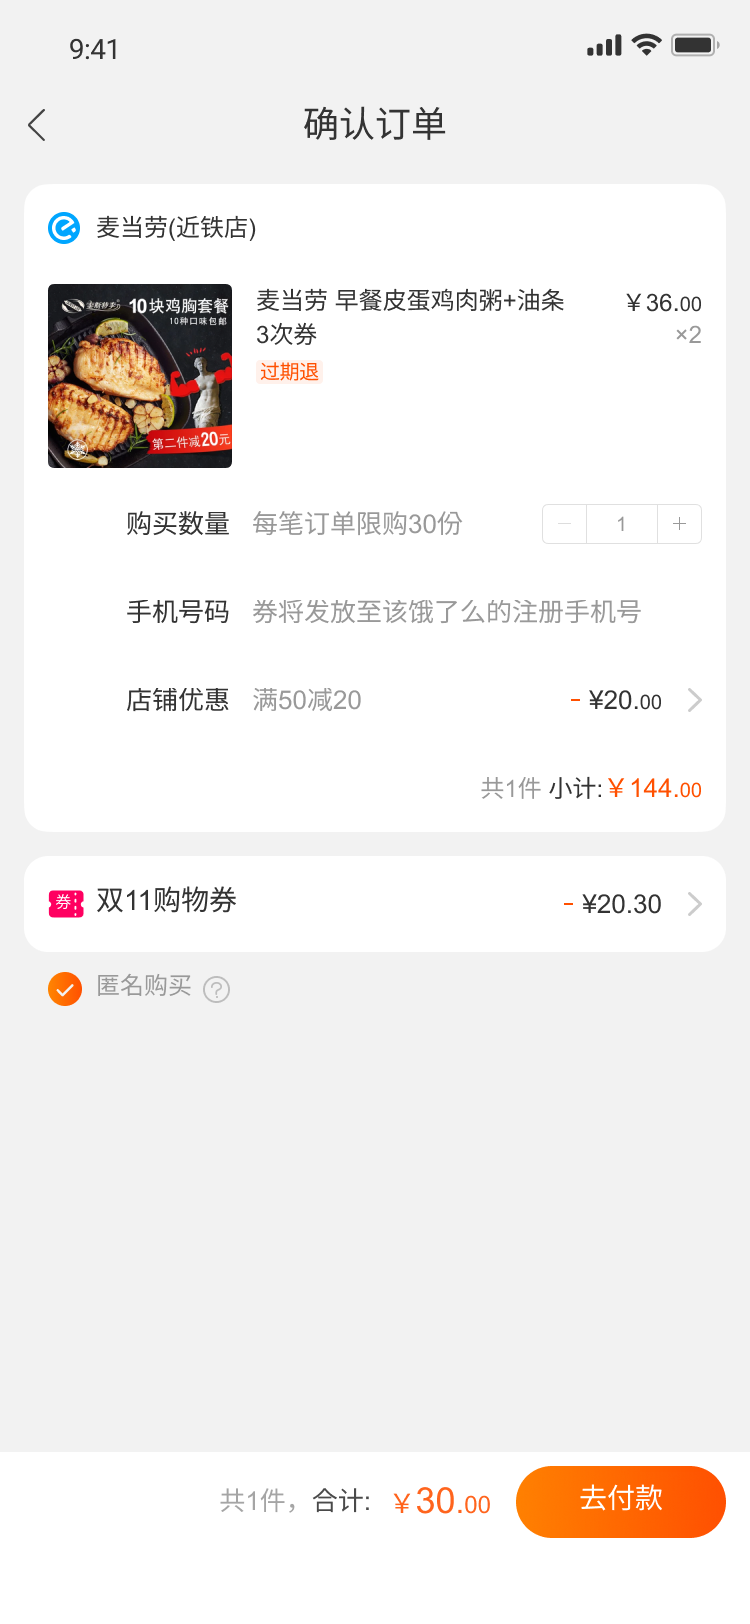 9:41
确认订单
麦当劳(近铁店)
10块鸡胸套餐
10种口味包邮
第二件减20元
麦当劳 早餐皮蛋鸡肉粥+油条
3次券
过期退
￥36.00
×2
购买数量 每笔订单限购30份 1
手机号码 券将发放至该饿了么的注册手机号
店铺优惠 满50减20 - ¥20.00
共1件 小计:￥144.00
券 双11购物券 - ¥20.30
匿名购买 ?
共1件， 合计: ￥30.00 去付款